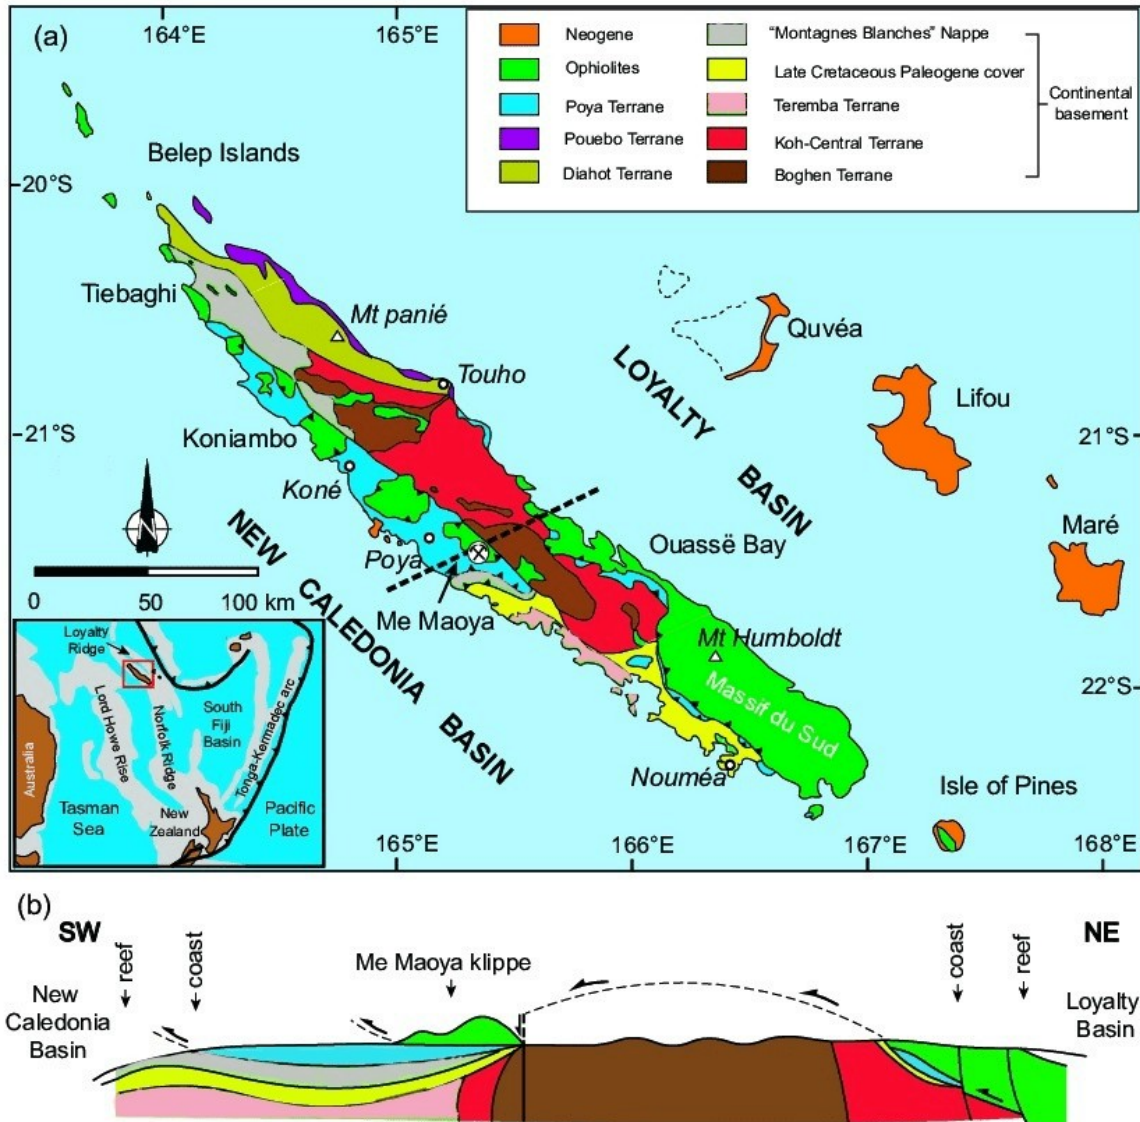 (a)
164°E
165°E
Neogene
Ophiolites
Poya Terrane
Pouebo Terrane
Diahot Terrane
"Montagnes Blanches" Nappe
Late Cretaceous Paleogene cover
Teremba Terrane
Koh-Central Terrane
Boghen Terrane
Continental
basement
Belep Islands
20°S
Tiebaghi
Mt panié
Touho
Quvéa
LOYALTY
BASIN
Lifou
21°S
21°S
Koniambo
Koné
Poya
Me Maoya
NEW
CALEDONIA
BASIN
Ouassë Bay
Maré
N
0
50
100 km
Mt Humboldt
Massif du Sud
22°S
Nouméa
Isle of Pines
Loyalty
Ridge
Lord Howe Rise
Norfolk Ridge
South
Fiji
Basin
Tonga-Kermadec arc
Australia
Tasman
Sea
New
Zealand
Pacific
Plate
165°E
166°E
167°E
168°E
(b)
SW
NE
reef
coast
Me Maoya klippe
coast
reef
New
Caledonia
Basin
Loyalty
Basin